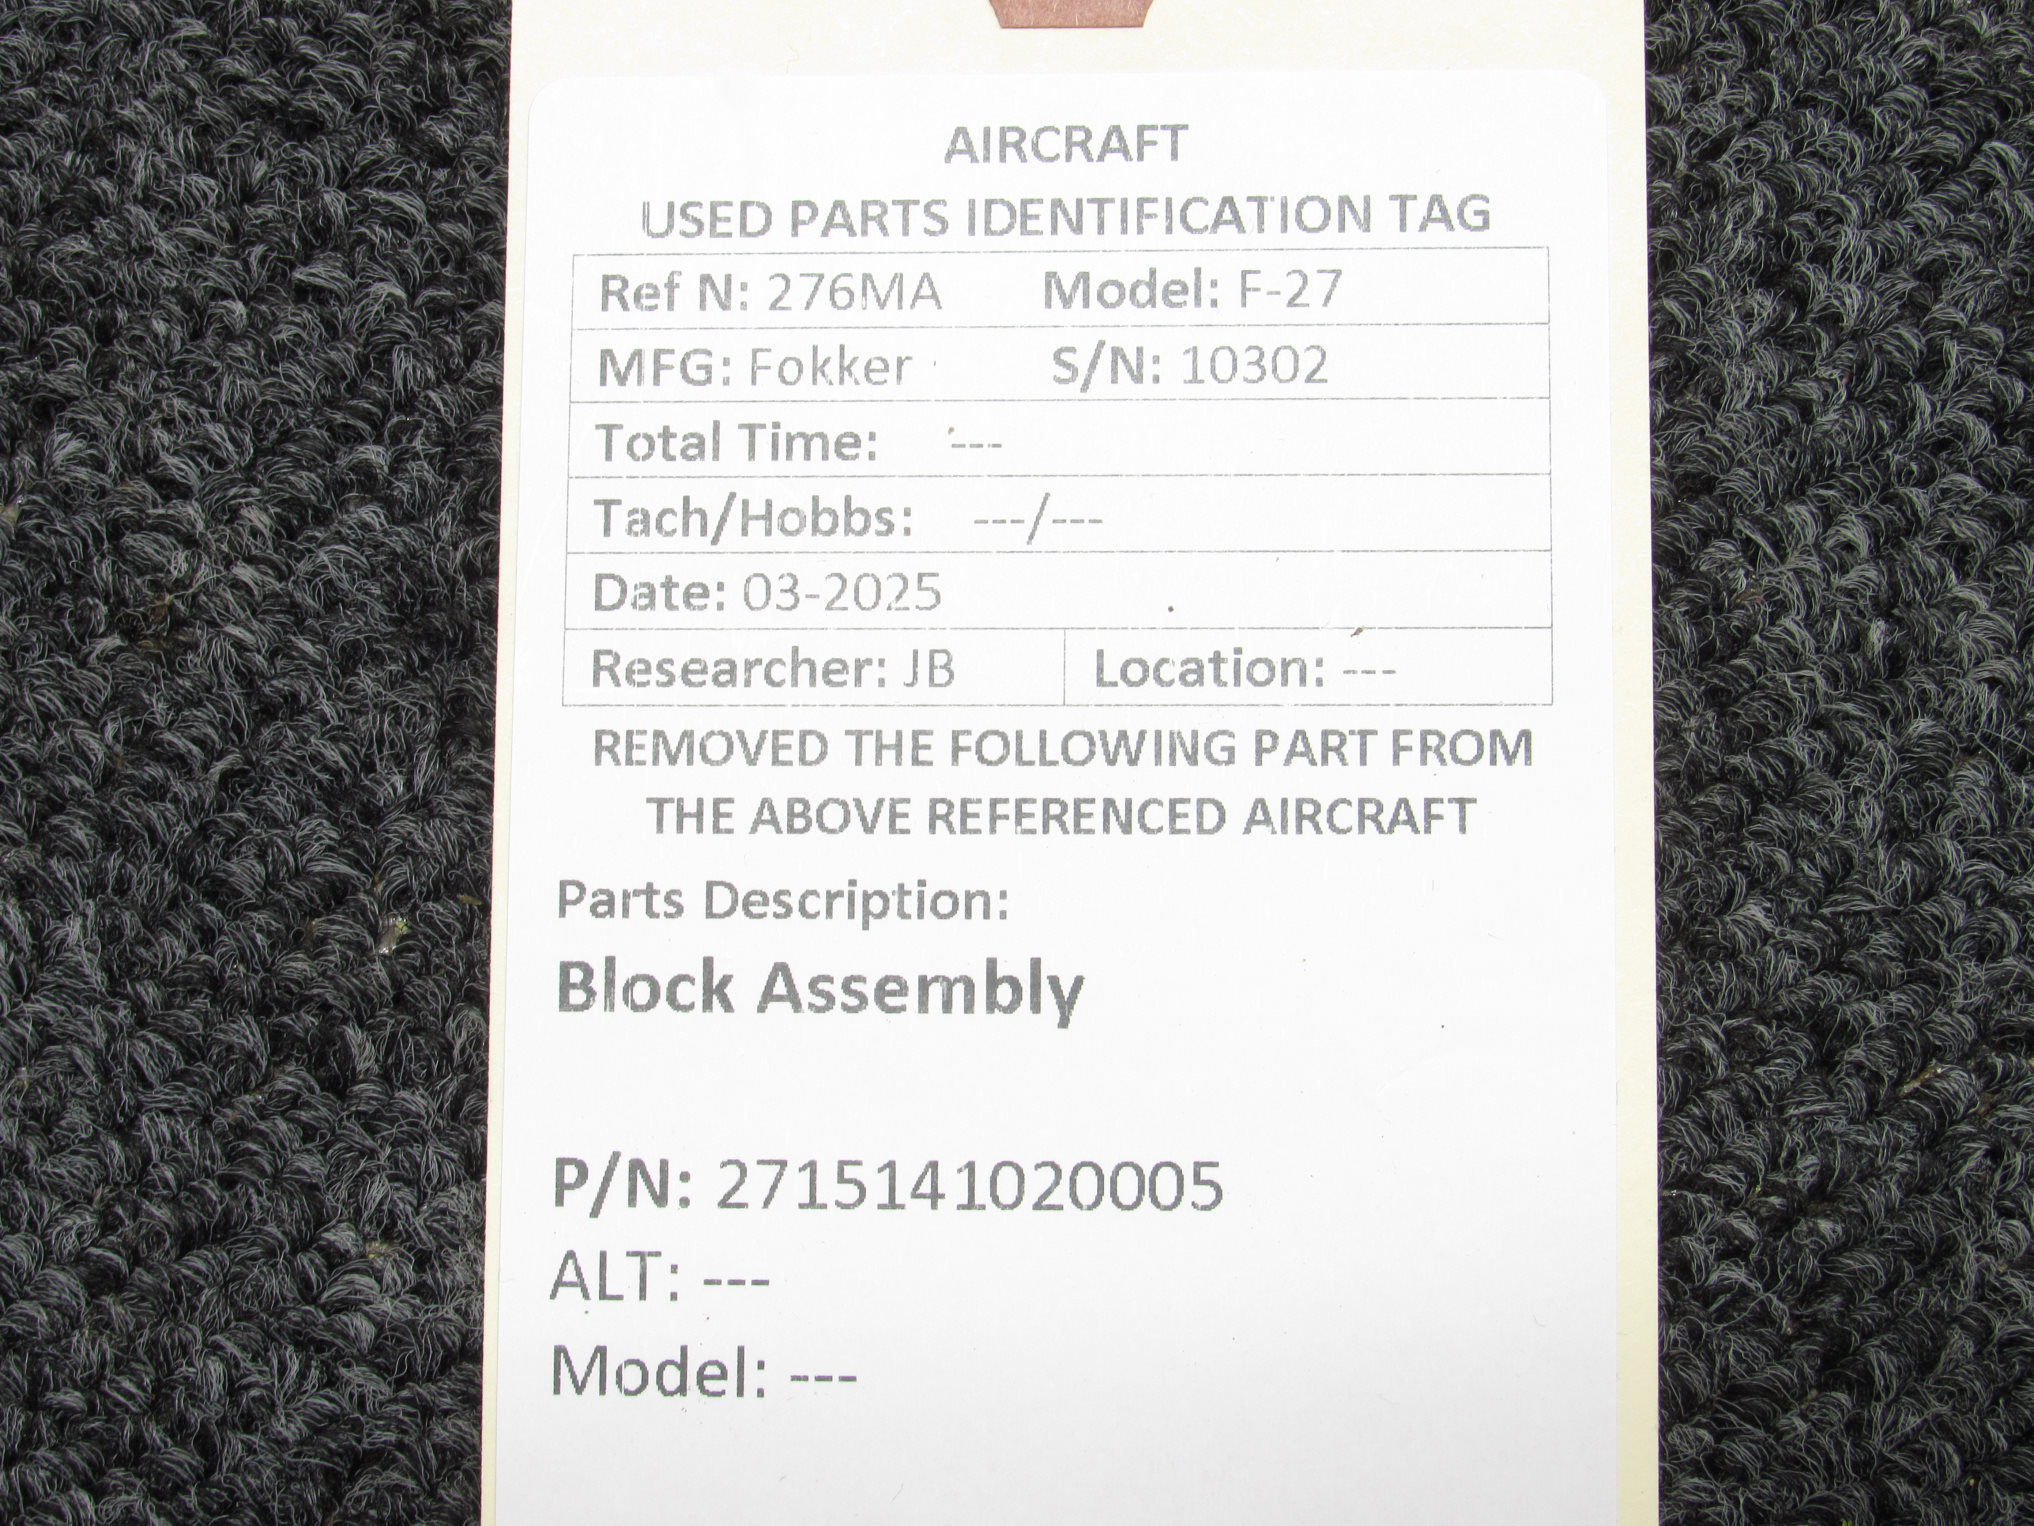 AIRCRAFT
USED PARTS IDENTIFICATION TAG
Ref N: 276MA Model: F-27
MFG: Fokker S/N: 10302
Total Time: ---
Tach/Hobbs: ---/---
Date: 03-2025
Researcher: JB Location: ---
REMOVED THE FOLLOWING PART FROM
THE ABOVE REFERENCED AIRCRAFT
Parts Description:
Block Assembly
P/N: 2715141020005
ALT: ---
Model: ---